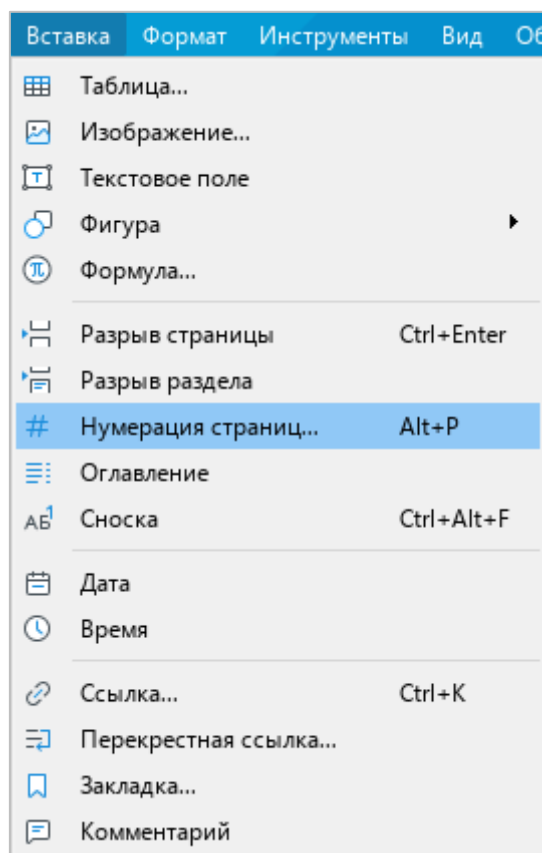 Вставка Формат Инструменты Вид
Таблица...
Изображение...
Текстовое поле
Фигура
Формула...
Разрыв страницы Ctrl+Enter
Разрыв раздела
Нумерация страниц... Alt+P
Оглавление
АБ1 Сноска Ctrl+Alt+F
Дата
Время
Ссылка... Ctrl+K
Перекрестная ссылка...
Закладка...
Комментарий